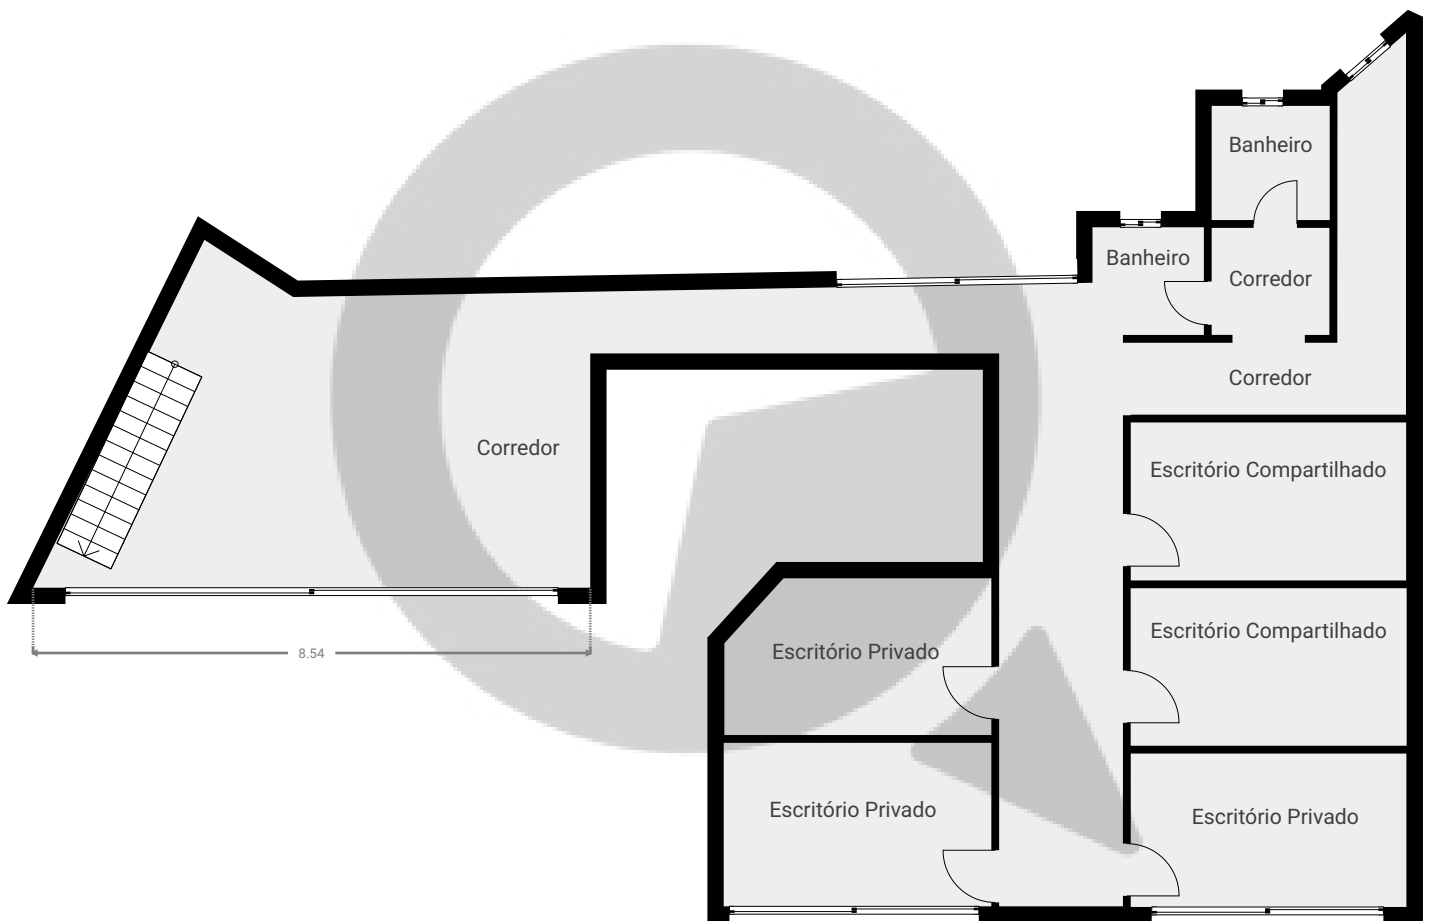 Banheiro
Banheiro
Corredor
Corredor
Corredor
Escritório Compartilhado
Escritório Compartilhado
Escritório Privado
8.54
Escritório Privado
Escritório Privado